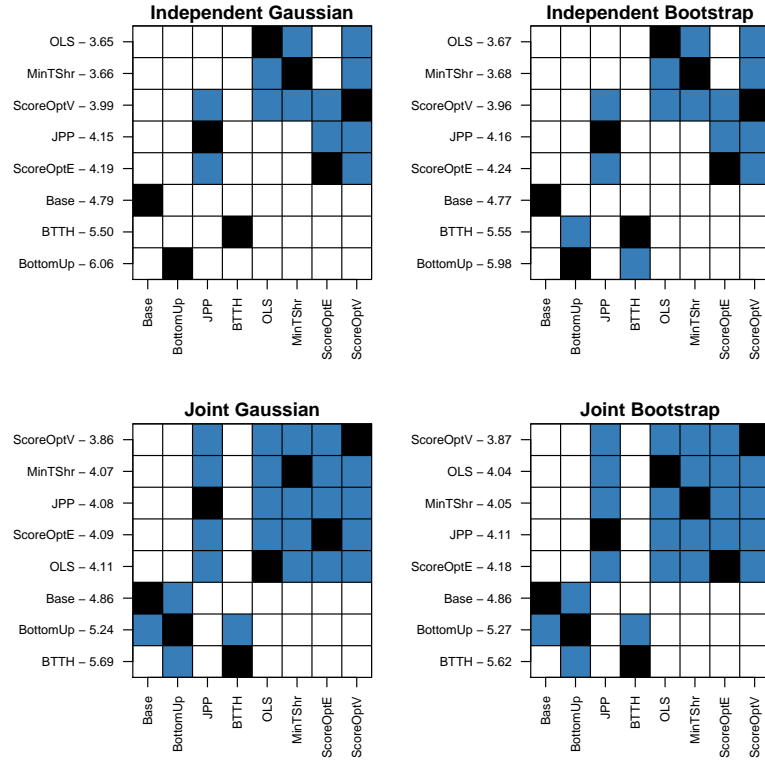 Independent Gaussian
OLS − 3.65
MinTShr − 3.66
ScoreOptV − 3.99
JPP − 4.15
ScoreOptE − 4.19
Base − 4.79
BTTH − 5.50
BottomUp − 6.06
Base
BottomUp
JPP
BTTH
OLS
MinTShr
ScoreOptE
ScoreOptV
Independent Bootstrap
OLS − 3.67
MinTShr − 3.68
ScoreOptV − 3.96
JPP − 4.16
ScoreOptE − 4.24
Base − 4.77
BTTH − 5.55
BottomUp − 5.98
Base
BottomUp
JPP
BTTH
OLS
MinTShr
ScoreOptE
ScoreOptV
Joint Gaussian
ScoreOptV − 3.86
MinTShr − 4.07
JPP − 4.08
ScoreOptE − 4.09
OLS − 4.11
Base − 4.86
BottomUp − 5.24
BTTH − 5.69
Base
BottomUp
JPP
BTTH
OLS
MinTShr
ScoreOptE
ScoreOptV
Joint Bootstrap
ScoreOptV − 3.87
OLS − 4.04
MinTShr − 4.05
JPP − 4.11
ScoreOptE − 4.18
Base − 4.86
BottomUp − 5.27
BTTH − 5.62
Base
BottomUp
JPP
BTTH
OLS
MinTShr
ScoreOptE
ScoreOptV